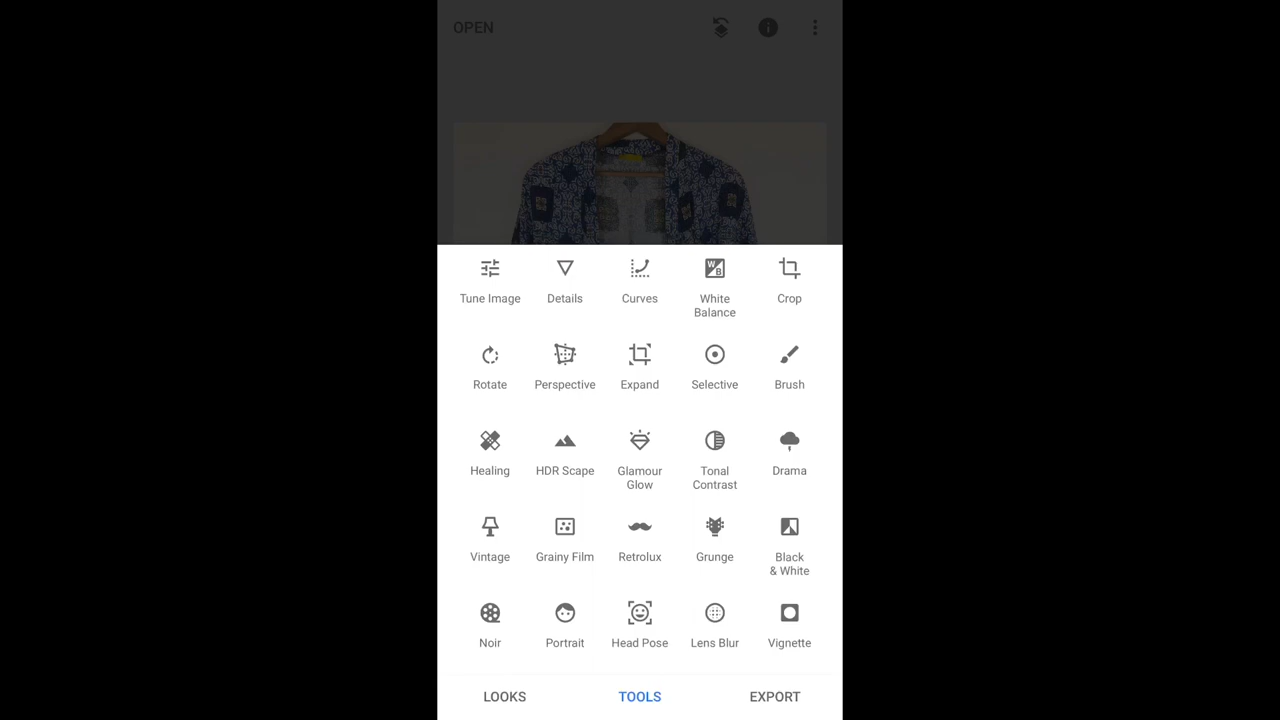 OPEN
Tune Image
Details
Curves
White
Balance
Crop
Rotate
Perspective
Expand
Selective
Brush
Healing
HDR Scape
Glamour
Glow
Tonal
Contrast
Drama
Vintage
Grainy Film
Retrolux
Grunge
Black
& White
Noir
Portrait
Head Pose
Lens Blur
Vignette
LOOKS
TOOLS
EXPORT